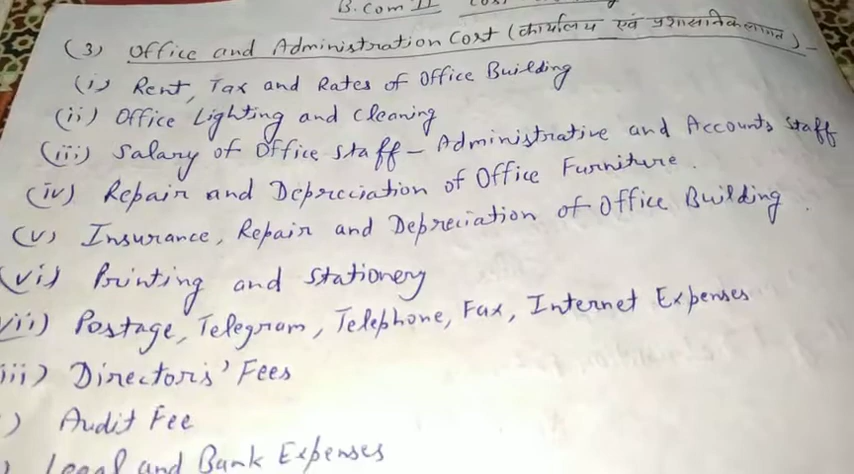 B.com II
(3) Office and Administration Cost (कार्यालय एवं प्रशासनिक लागत) -
(i) Rent, Tax and Rates of Office Building
(ii) Office Lighting and Cleaning
(iii) Salary of Office Staff - Administrative and Accounts Staff
(iv) Repair and Depreciation of Office Furniture.
(v) Insurance, Repair and Depreciation of Office Building.
(vi) Printing and Stationery
vii) Postage, Telegram, Telephone, Fax, Internet Expenses
iii) Directors' Fees
) Audit Fee
) Legal and Bank Expenses